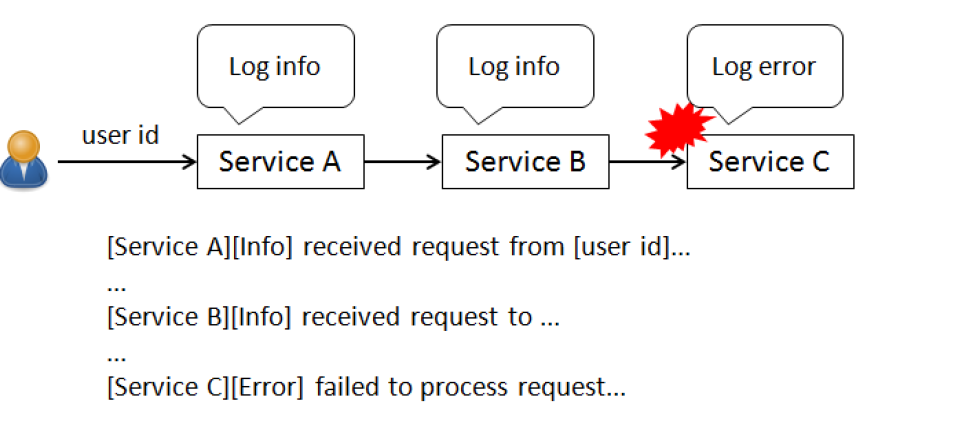 Log info
Log info
Log error
user id
Service A
Service B
Service C
[Service A][Info] received request from [user id]...
...
[Service B][Info] received request to ...
...
[Service C][Error] failed to process request...